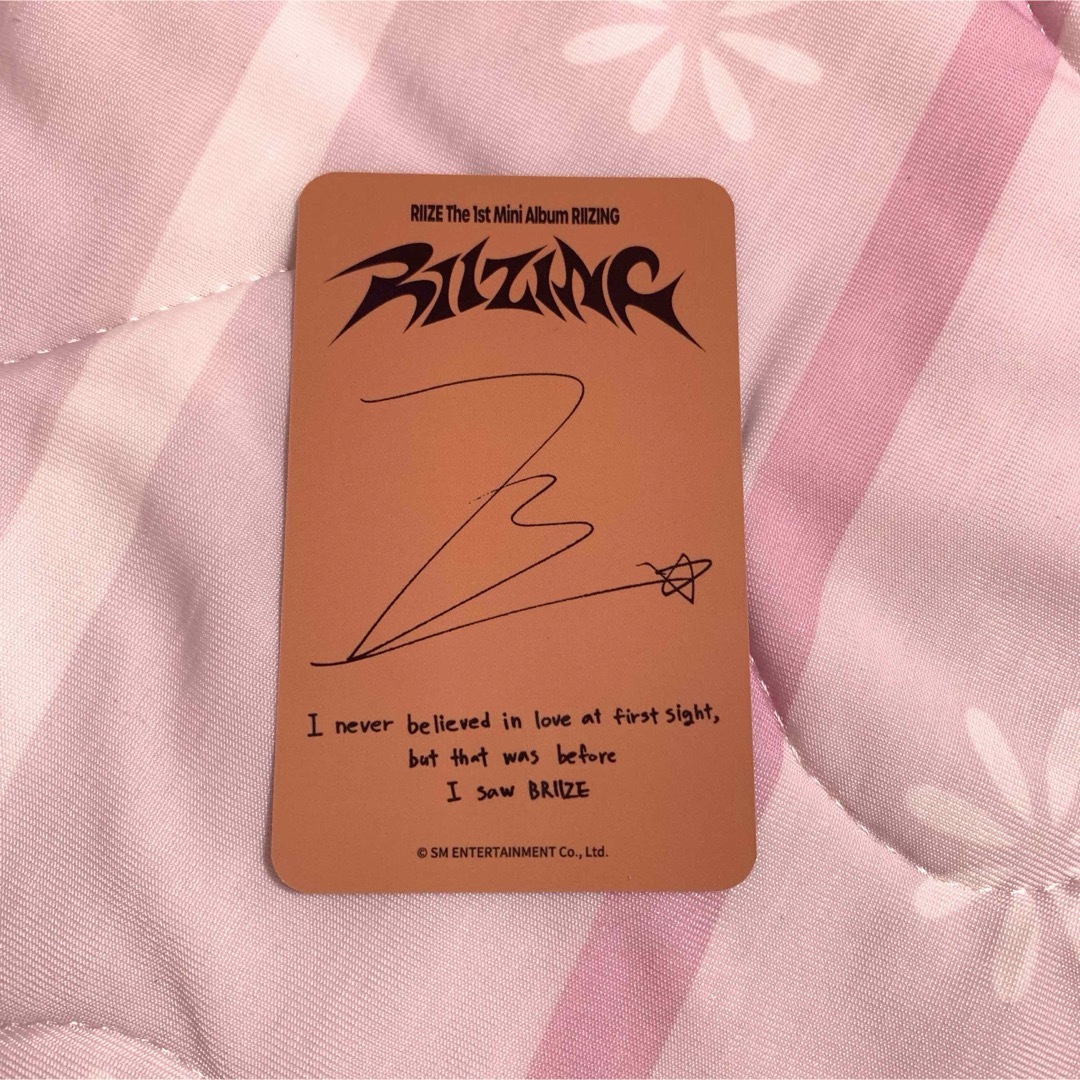 RIIZE The 1st Mini Album RIIZING
RIIZING
I never believed in love at first sight,
but that was before
I saw BRIIZE
© SM ENTERTAINMENT Co., Ltd.